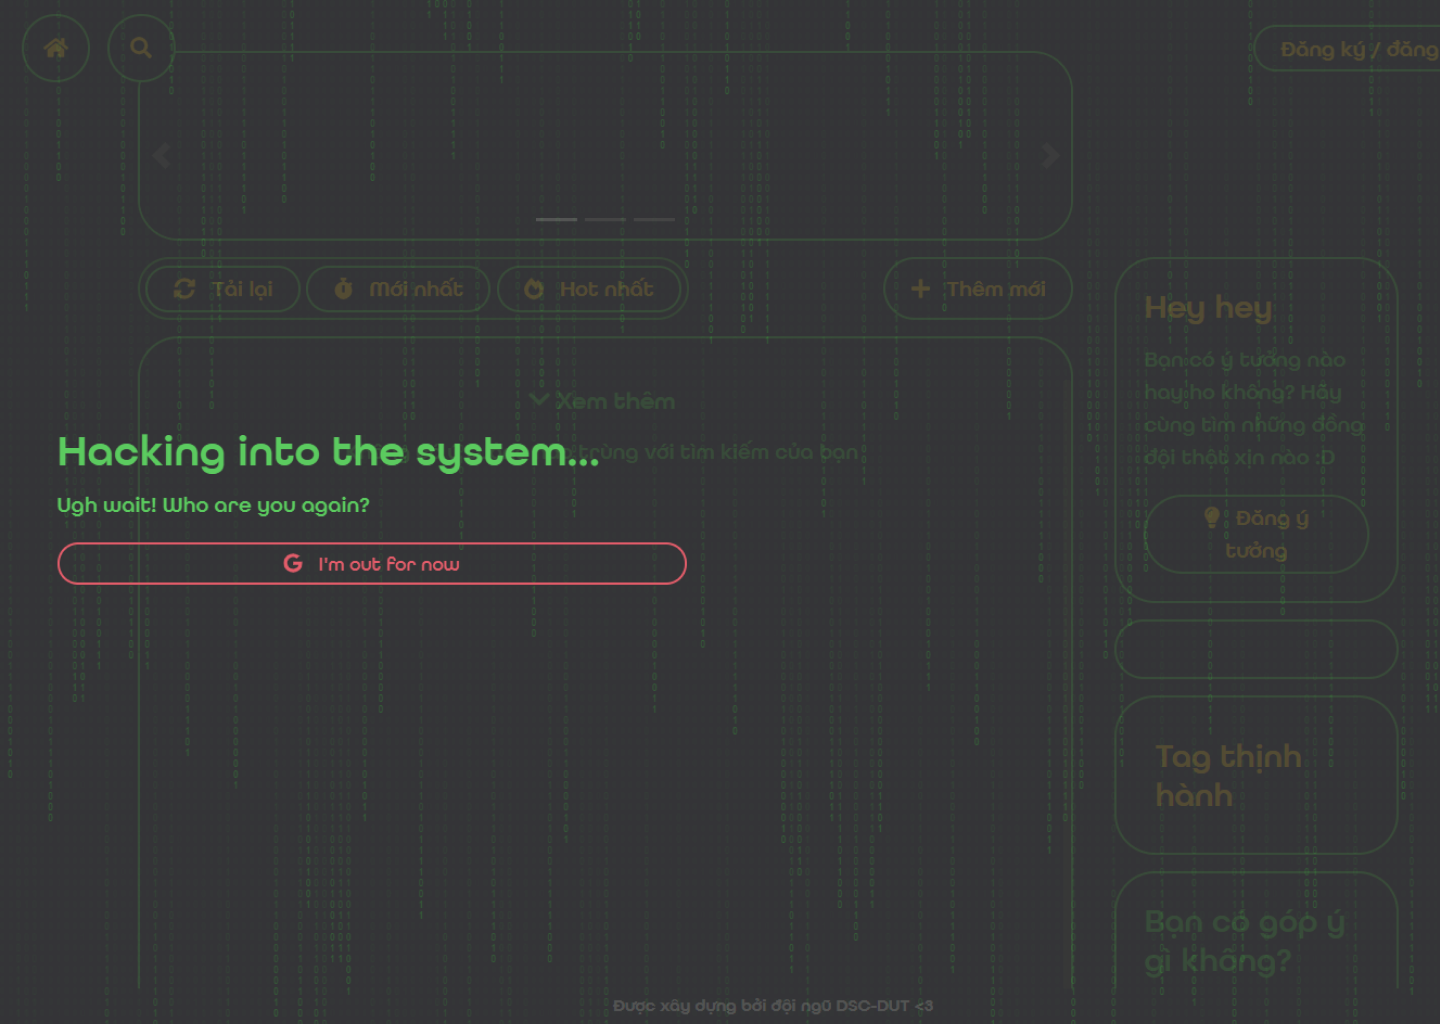 Đăng ký / đăng
Tải lại
Mới nhất
Hot nhất
Thêm mới
Hey hey
Bạn có ý tưởng nào
hay ho không? Hãy
cùng tìm những đồng
đội thật xịn nào :D
Đăng ý
tưởng
Xem thêm
trùng với tìm kiếm của bạn
Hacking into the system...
Ugh wait! Who are you again?
I'm out for now
Tag thịnh
hành
Bạn có góp ý
gì không?
Được xây dựng bởi đội ngũ DSC-DUT <3